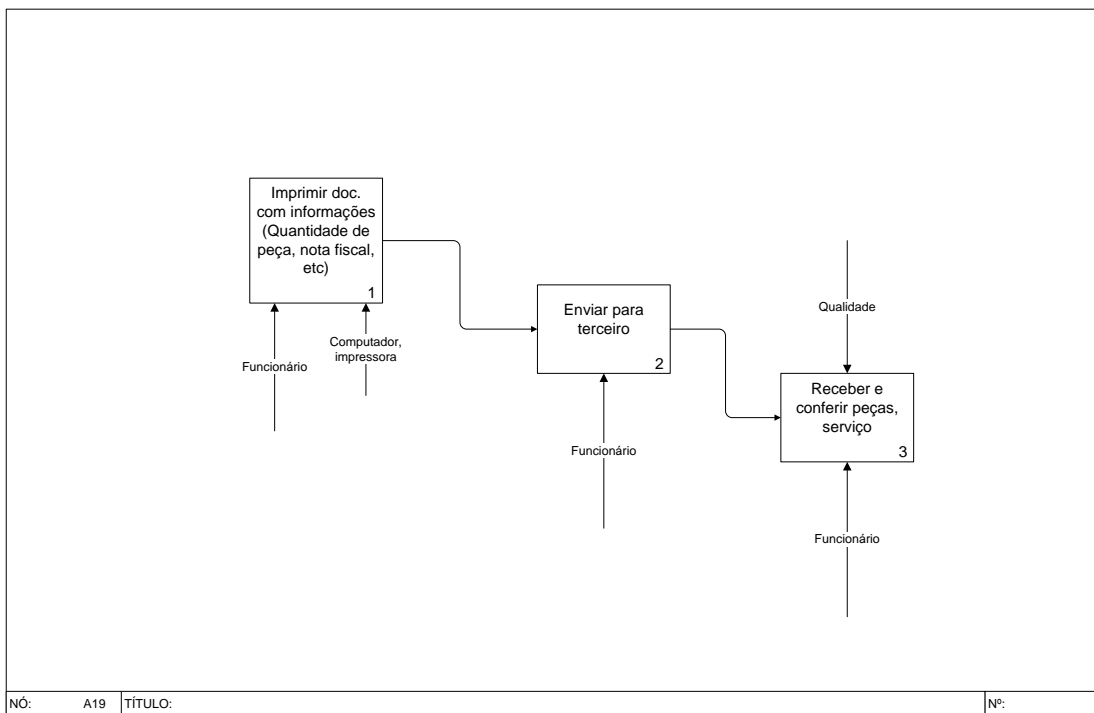 Imprimir doc.
com informações
(Quantidade de
peça, nota fiscal,
etc)
1
Funcionário
Computador,
impressora
Enviar para
terceiro
2
Funcionário
Qualidade
Receber e
conferir peças,
serviço
3
Funcionário
NÓ: A19 TÍTULO: Nº: